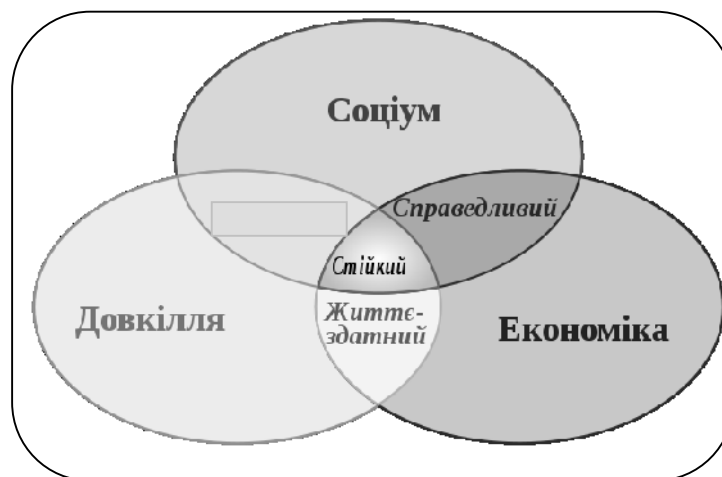 Соціум
Справедливий
Стійкий
Життє-
здатний
Довкілля
Економіка